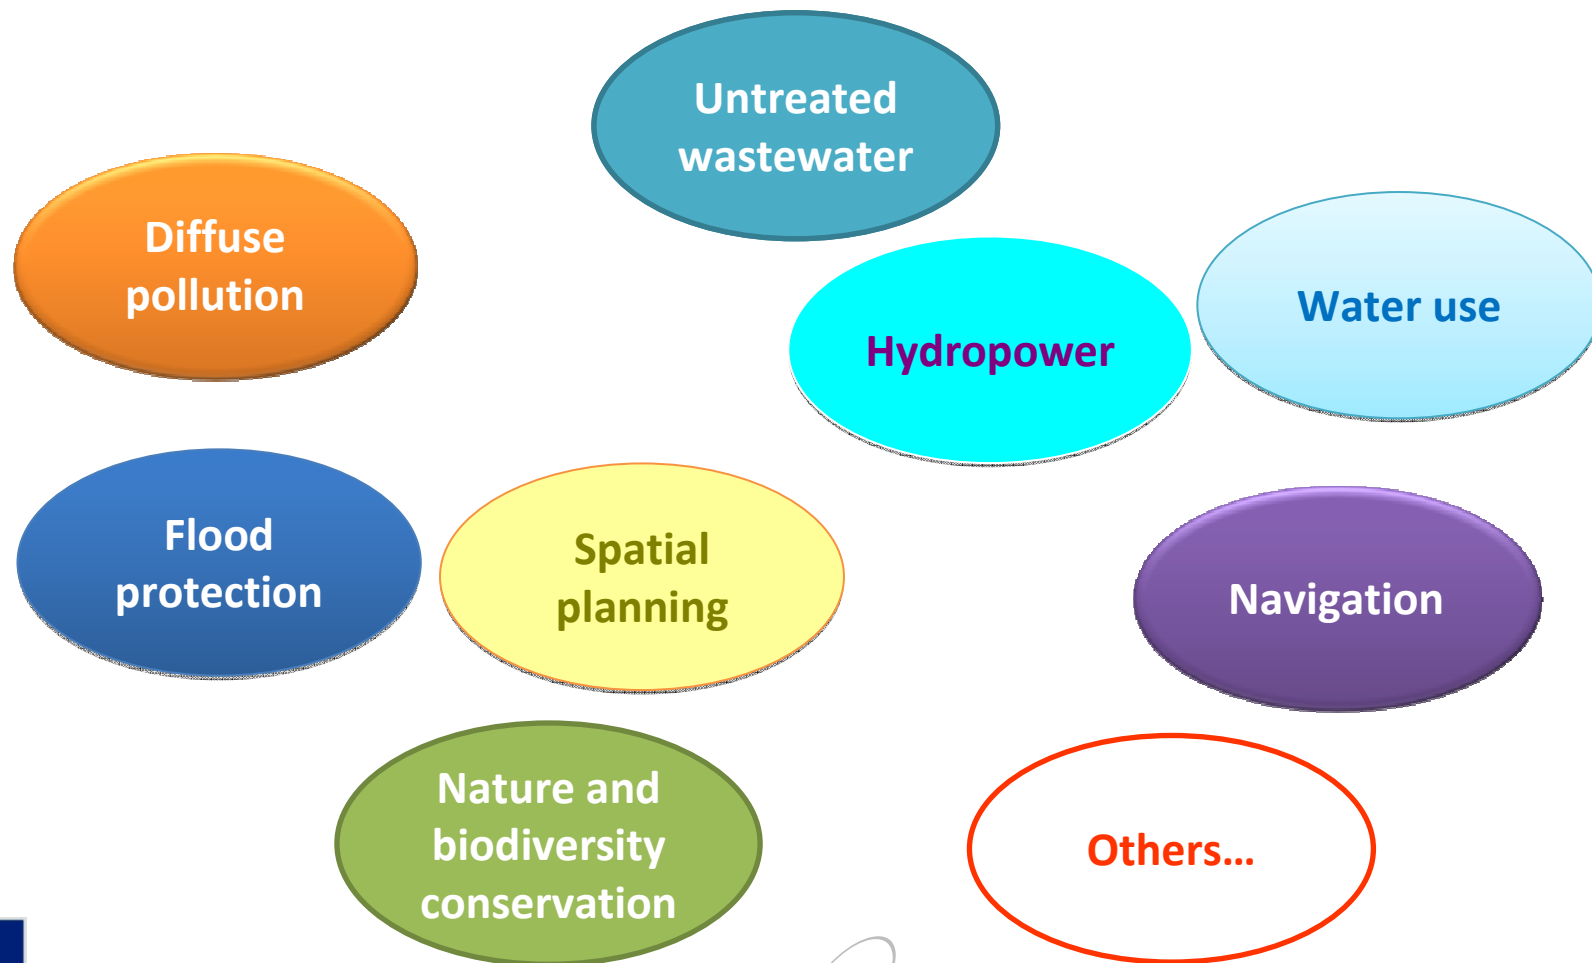 Untreated
wastewater
Diffuse
pollution
Water use
Hydropower
Flood
protection
Spatial
planning
Navigation
Nature and
biodiversity
conservation
Others...